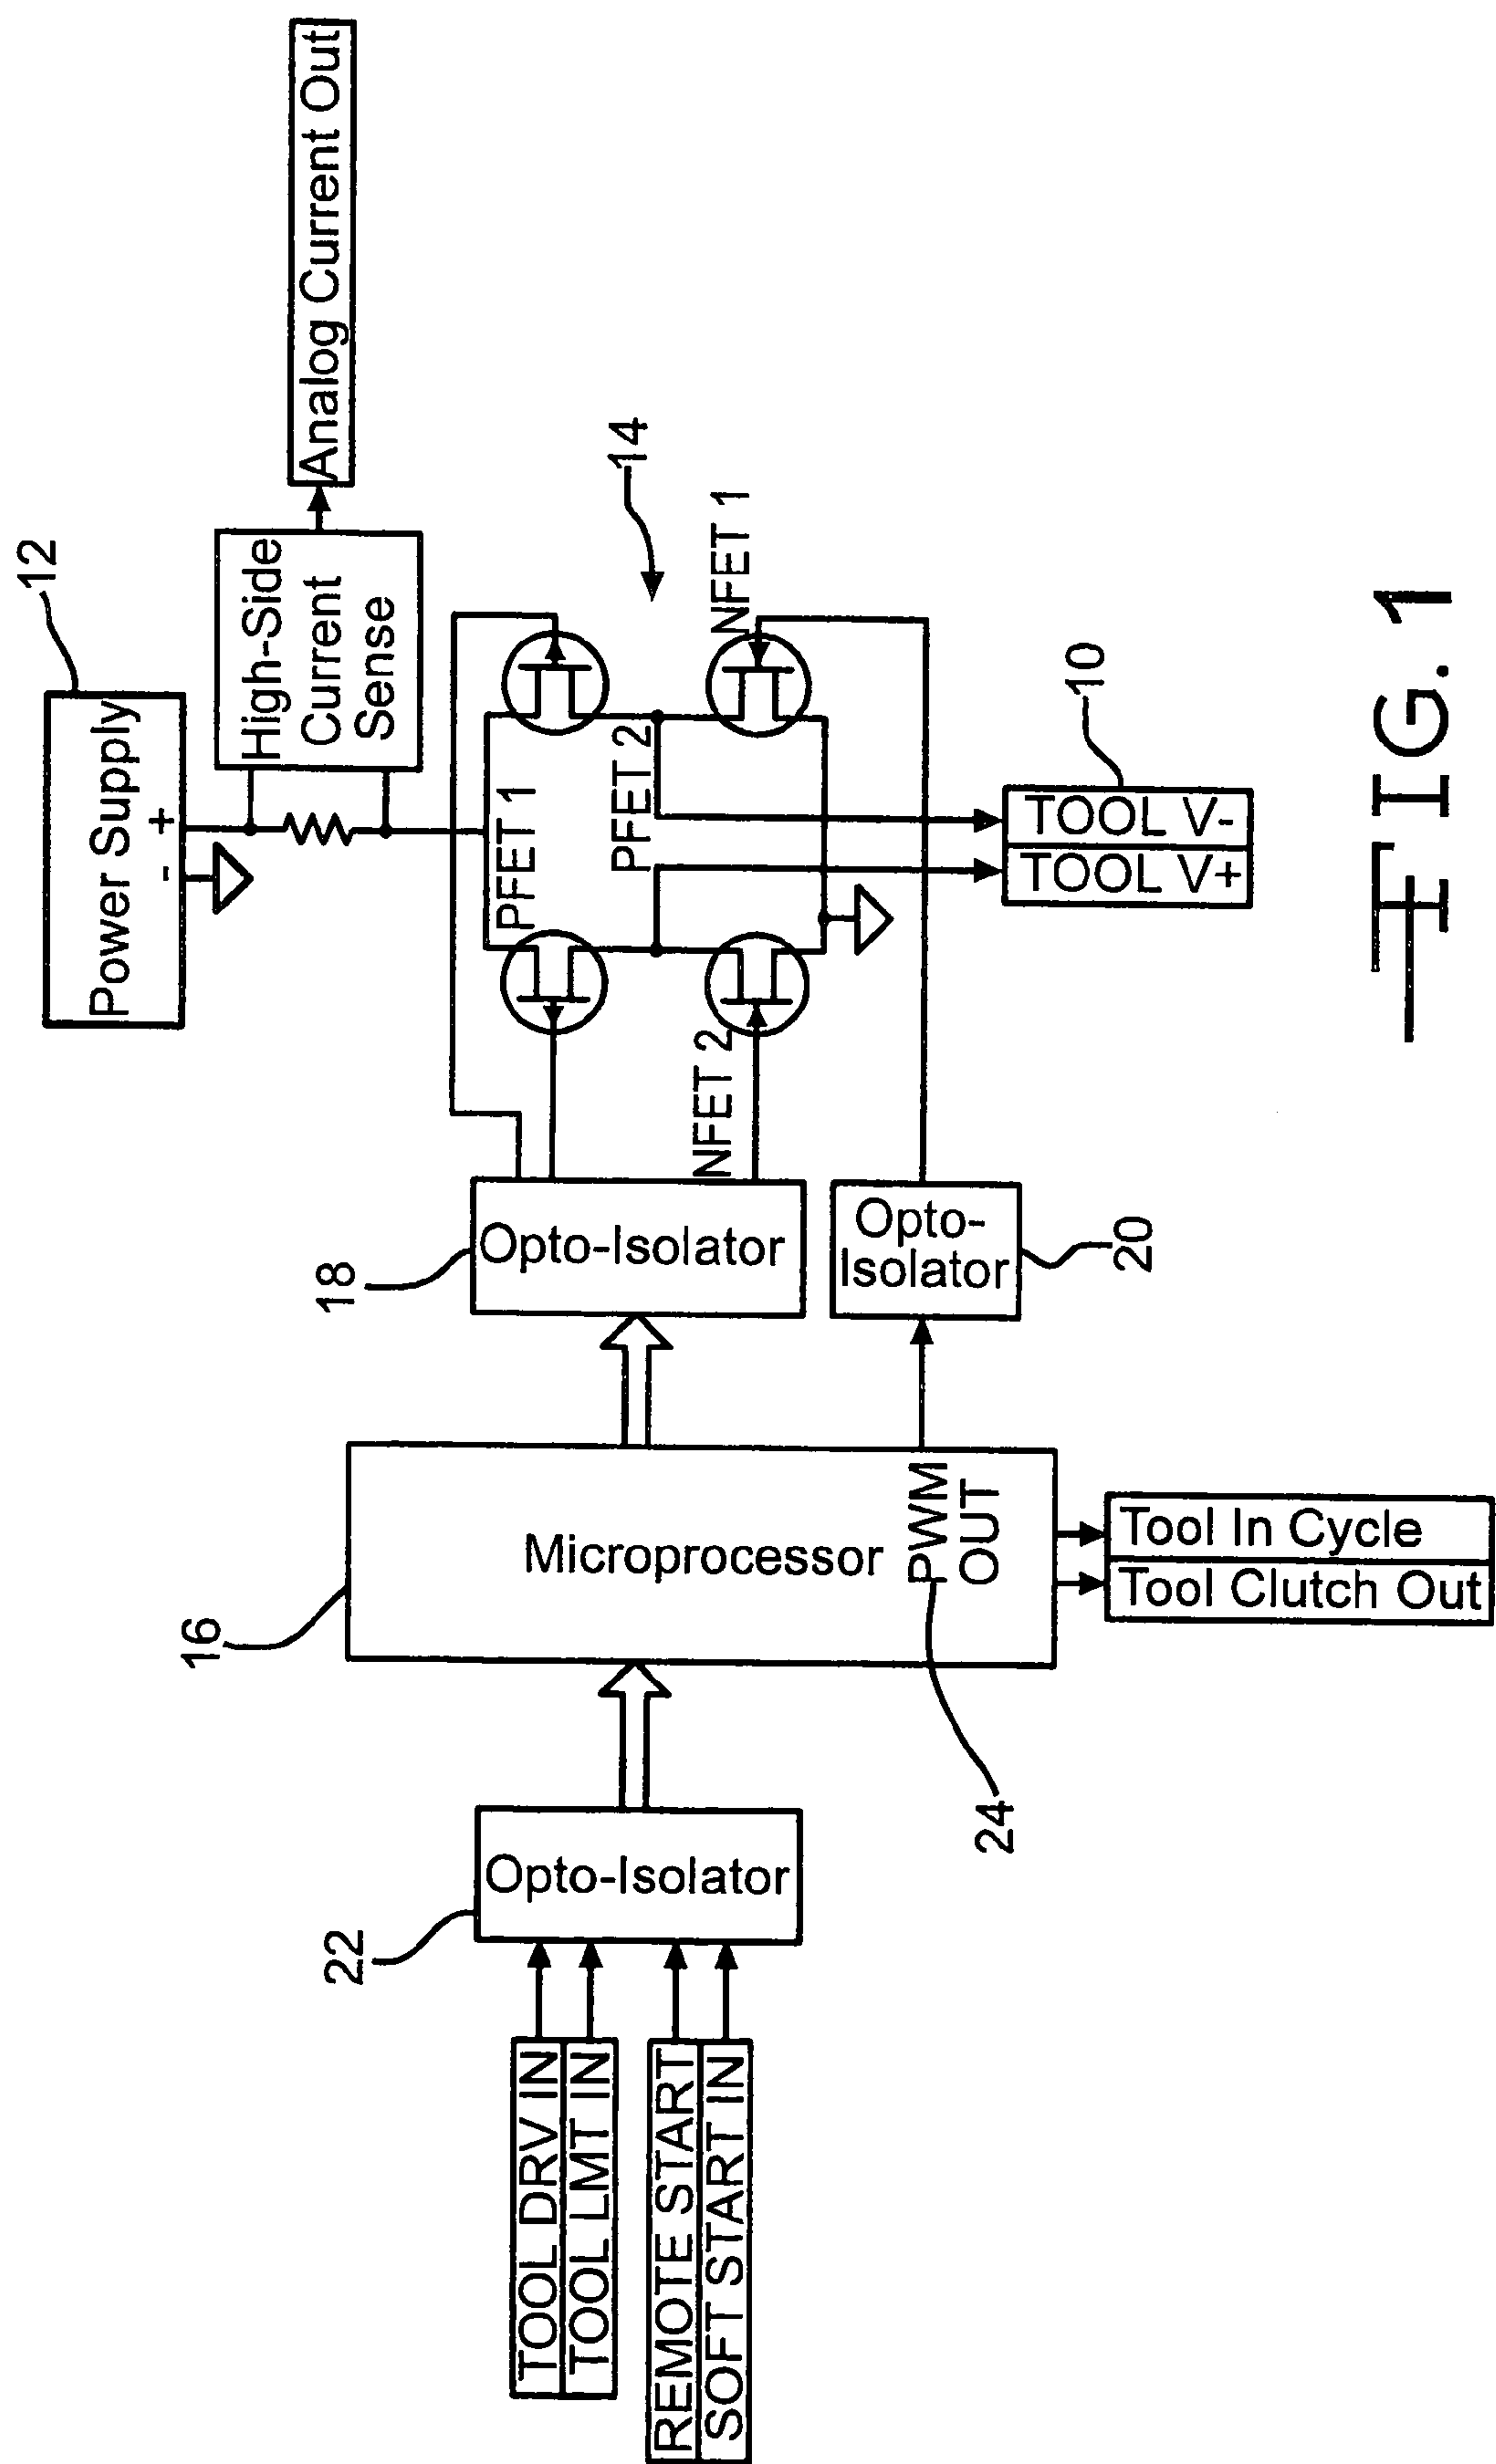 12
Power Supply
- +
High-Side
Current
Sense
Analog Current Out
PFET 1
PFET 2
14
NFET 2
NFET 1
18
Opto-Isolator
Opto-
Isolator
20
10
TOOL V+
TOOL V-
16
Microprocessor
PWM
OUT
24
22
Opto-Isolator
TOOL DRV IN
TOOL LMT IN
REMOTE START
SOFT START IN
Tool Clutch Out
Tool In Cycle
FIG. 1